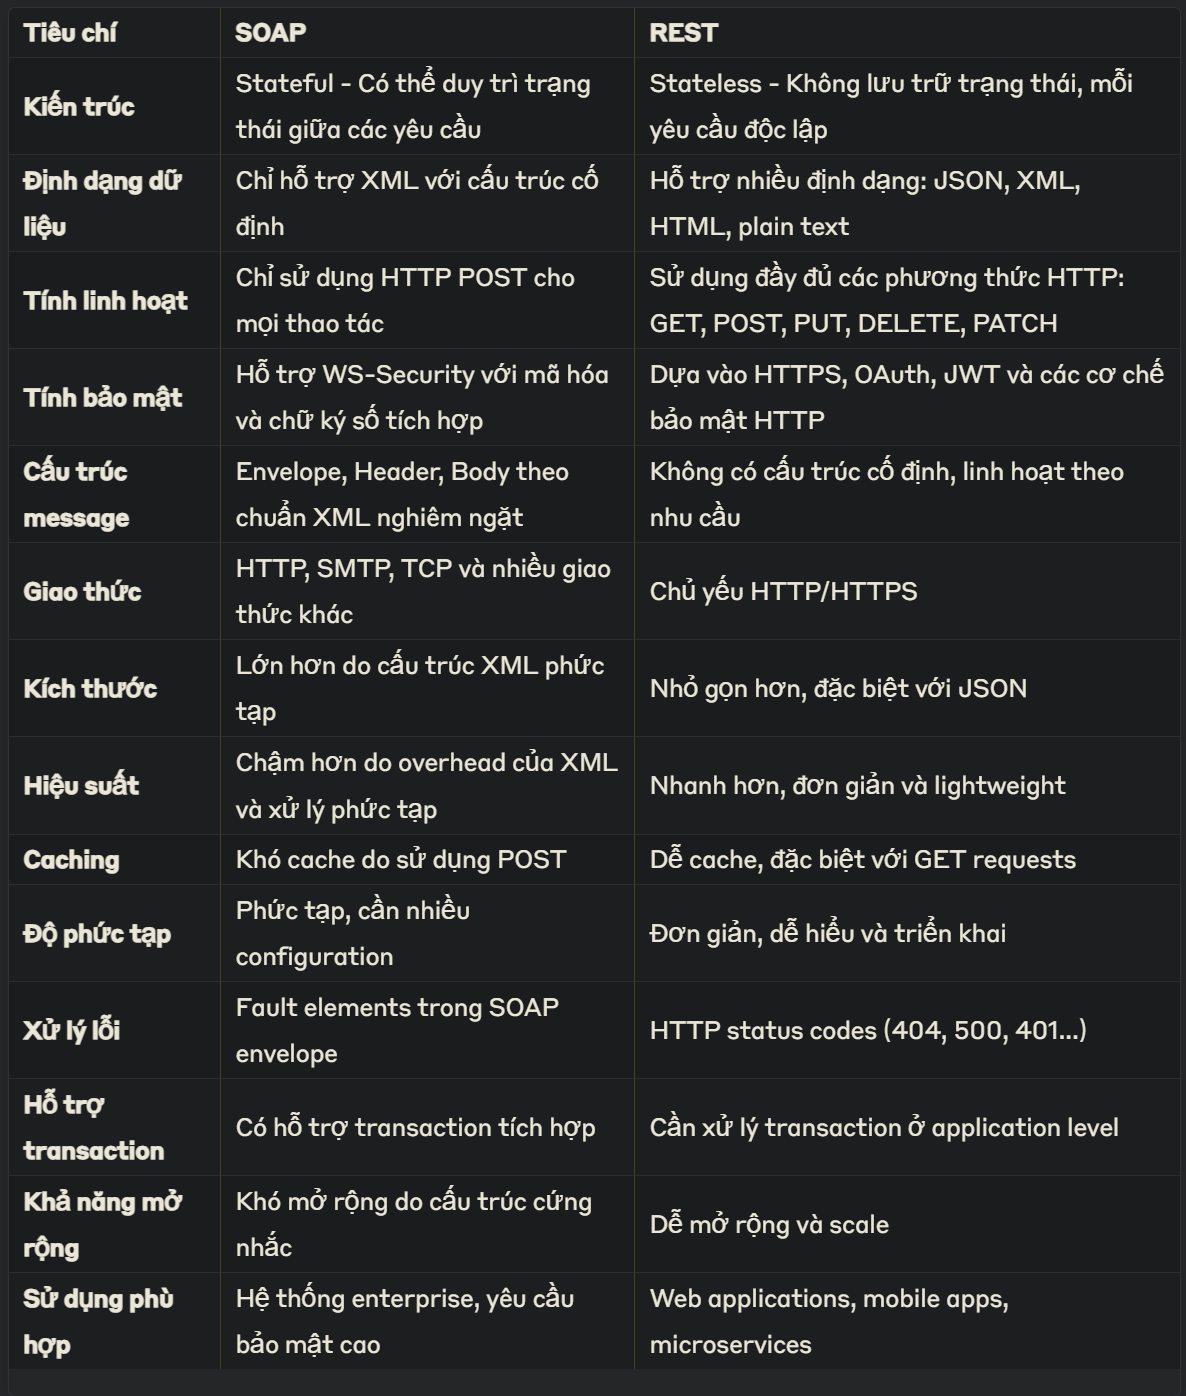 Tiêu chí
SOAP
REST
Kiến trúc
Stateful - Có thể duy trì trạng
thái giữa các yêu cầu
Stateless - Không lưu trữ trạng thái, mỗi
yêu cầu độc lập
Định dạng dữ
liệu
Chỉ hỗ trợ XML với cấu trúc cố
định
Hỗ trợ nhiều định dạng: JSON, XML,
HTML, plain text
Tính linh hoạt
Chỉ sử dụng HTTP POST cho
mọi thao tác
Sử dụng đầy đủ các phương thức HTTP:
GET, POST, PUT, DELETE, PATCH
Tính bảo mật
Hỗ trợ WS-Security với mã hóa
và chữ ký số tích hợp
Dựa vào HTTPS, OAuth, JWT và các cơ chế
bảo mật HTTP
Cấu trúc
message
Envelope, Header, Body theo
chuẩn XML nghiêm ngặt
Không có cấu trúc cố định, linh hoạt theo
nhu cầu
Giao thức
HTTP, SMTP, TCP và nhiều giao
thức khác
Chủ yếu HTTP/HTTPS
Kích thước
Lớn hơn do cấu trúc XML phức
tạp
Nhỏ gọn hơn, đặc biệt với JSON
Hiệu suất
Chậm hơn do overhead của XML
và xử lý phức tạp
Nhanh hơn, đơn giản và lightweight
Caching
Khó cache do sử dụng POST
Dễ cache, đặc biệt với GET requests
Độ phức tạp
Phức tạp, cần nhiều
configuration
Đơn giản, dễ hiểu và triển khai
Xử lý lỗi
Fault elements trong SOAP
envelope
HTTP status codes (404, 500, 401...)
Hỗ trợ
transaction
Có hỗ trợ transaction tích hợp
Cần xử lý transaction ở application level
Khả năng mở
rộng
Khó mở rộng do cấu trúc cứng
nhắc
Dễ mở rộng và scale
Sử dụng phù
hợp
Hệ thống enterprise, yêu cầu
bảo mật cao
Web applications, mobile apps,
microservices